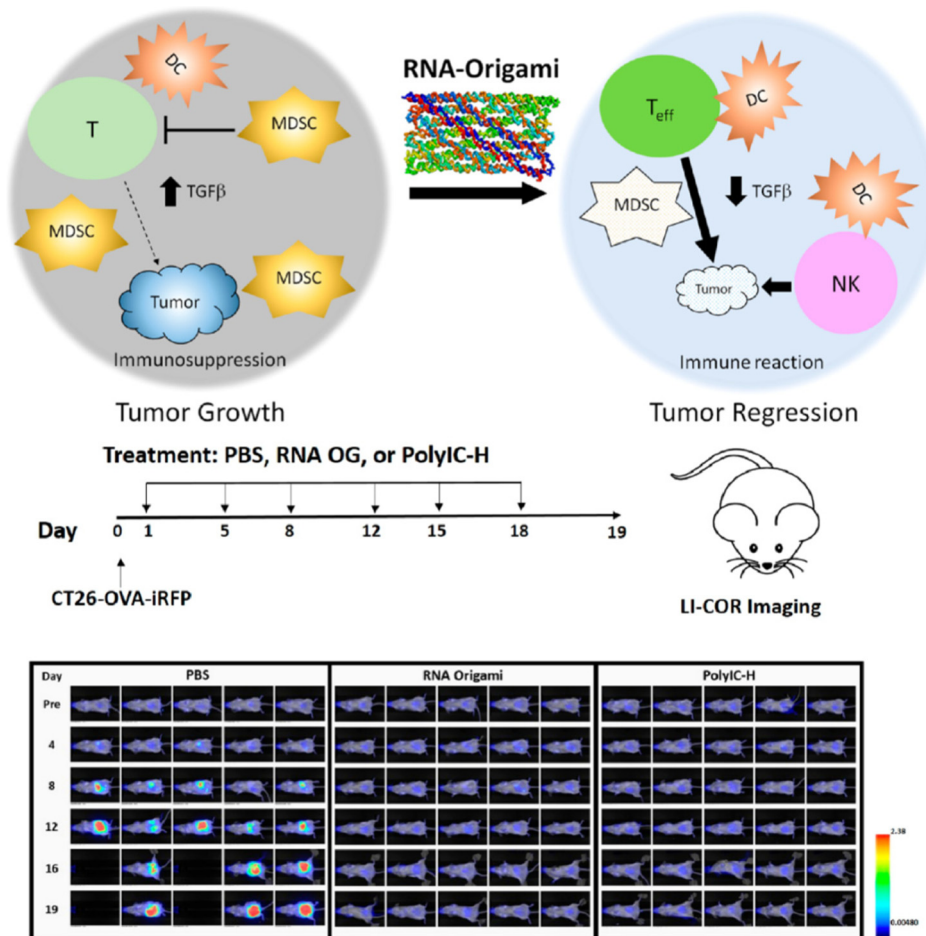 DC
T
MDSC
TGFβ
MDSC
MDSC
Tumor
Immunosuppression
Tumor Growth
RNA-Origami
Teff
DC
MDSC
TGFβ
DC
Tumor
NK
Immune reaction
Tumor Regression
Treatment: PBS, RNA OG, or PolyIC-H
Day 0 1 5 8 12 15 18 19
CT26-OVA-iRFP
LI-COR Imaging
Day PBS RNA Origami PolyIC-H
Pre
4
8
12
16
19
2.38
0.00480